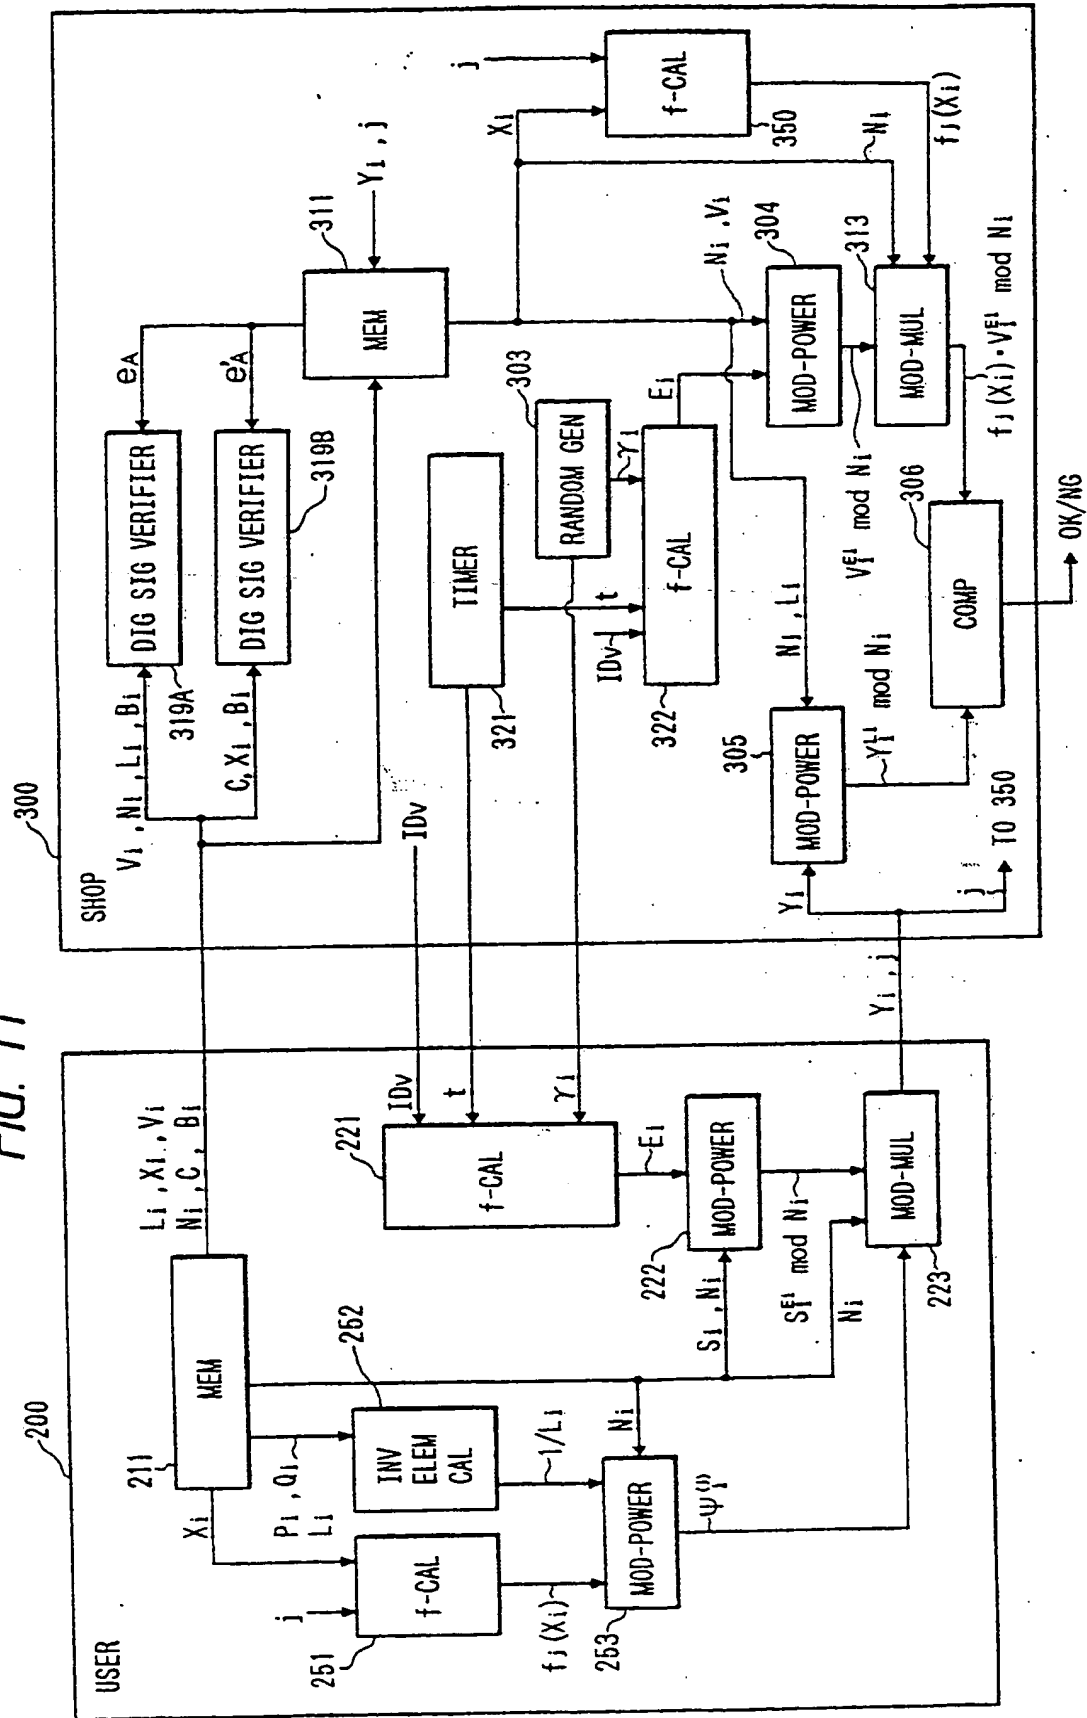 FIG. 11
200
USER
211
MEM
Xi
Pi , Qi
Li
Li , Xi , Vi
Ni , C , Bi
j
251
f-CAL
252
INV
ELEM
CAL
fj(Xi)
1/Li
Ni
253
MOD-POWER
Ψi(j)
221
f-CAL
IDv
t
γi
Ei
Si , Ni
222
MOD-POWER
Si^Ei mod Ni
Ni
MOD-MUL
223
Yi , j
300
SHOP
Vi , Ni , Li , Bi
319A
DIG SIG VERIFIER
eA
C, Xi , Bi
DIG SIG VERIFIER
319B
e'A
311
MEM
Yi , j
IDv
321
TIMER
t
303
RANDOM GEN
γi
IDv
322
f-CAL
Ei
Xi
j
f-CAL
350
Ni
fj(Xi)
Ni , Vi
304
MOD-POWER
Vi^Ei mod Ni
313
MOD-MUL
fj(Xi)·Vi^Ei mod Ni
Ni , Li
305
MOD-POWER
Yi
Yi^Li mod Ni
306
COMP
OK/NG
j
TO 350